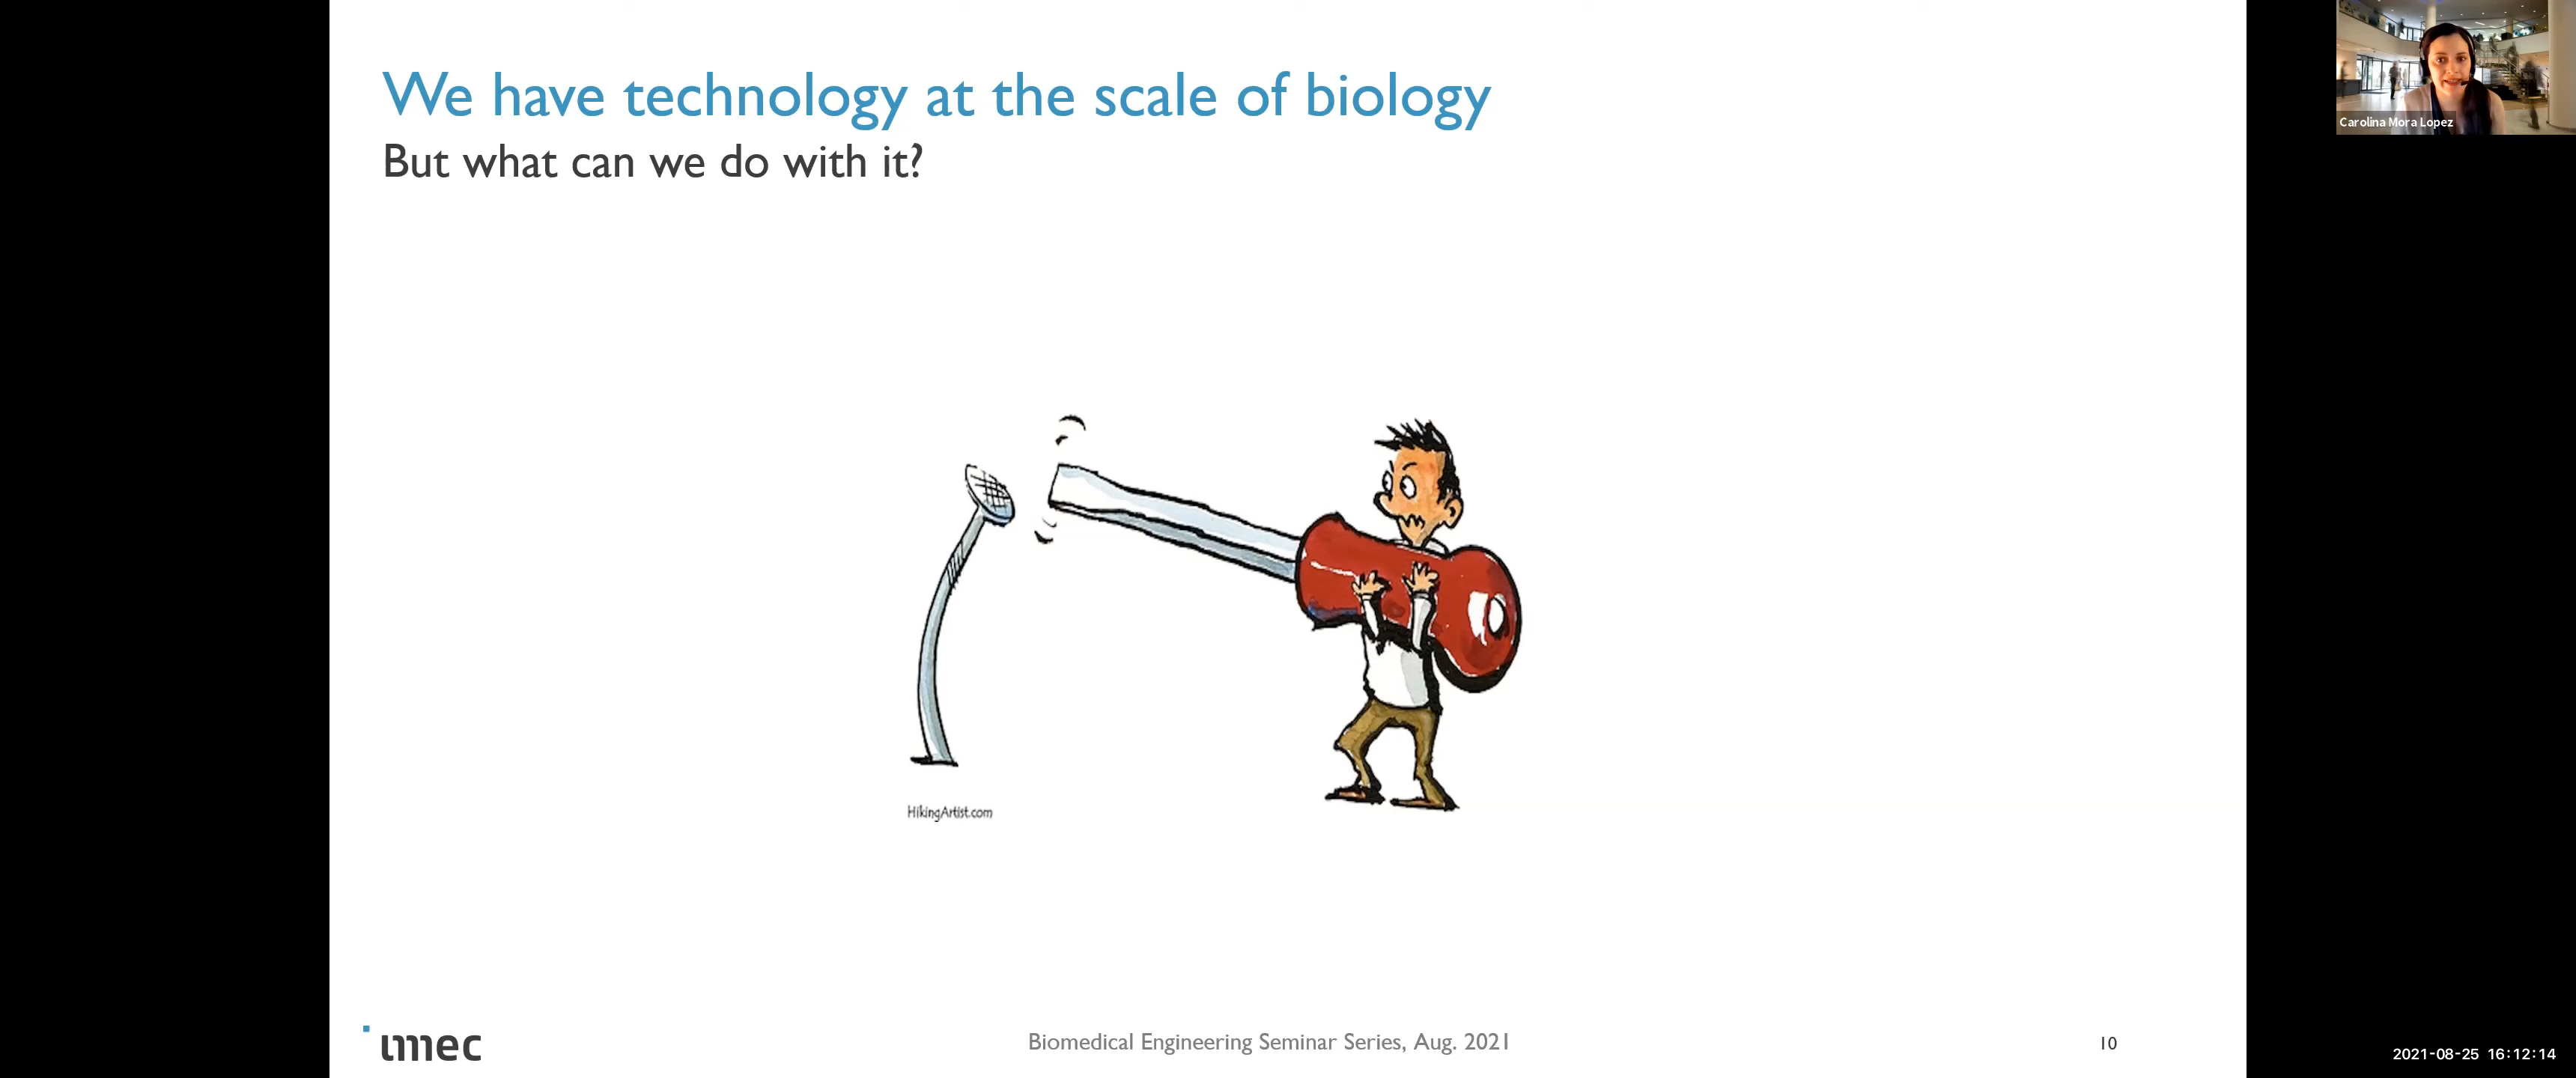 We have technology at the scale of biology
But what can we do with it?
Carolina Mora Lopez
HikingArtist.com
imec
Biomedical Engineering Seminar Series, Aug. 2021
10
2021-08-25 16:12:14